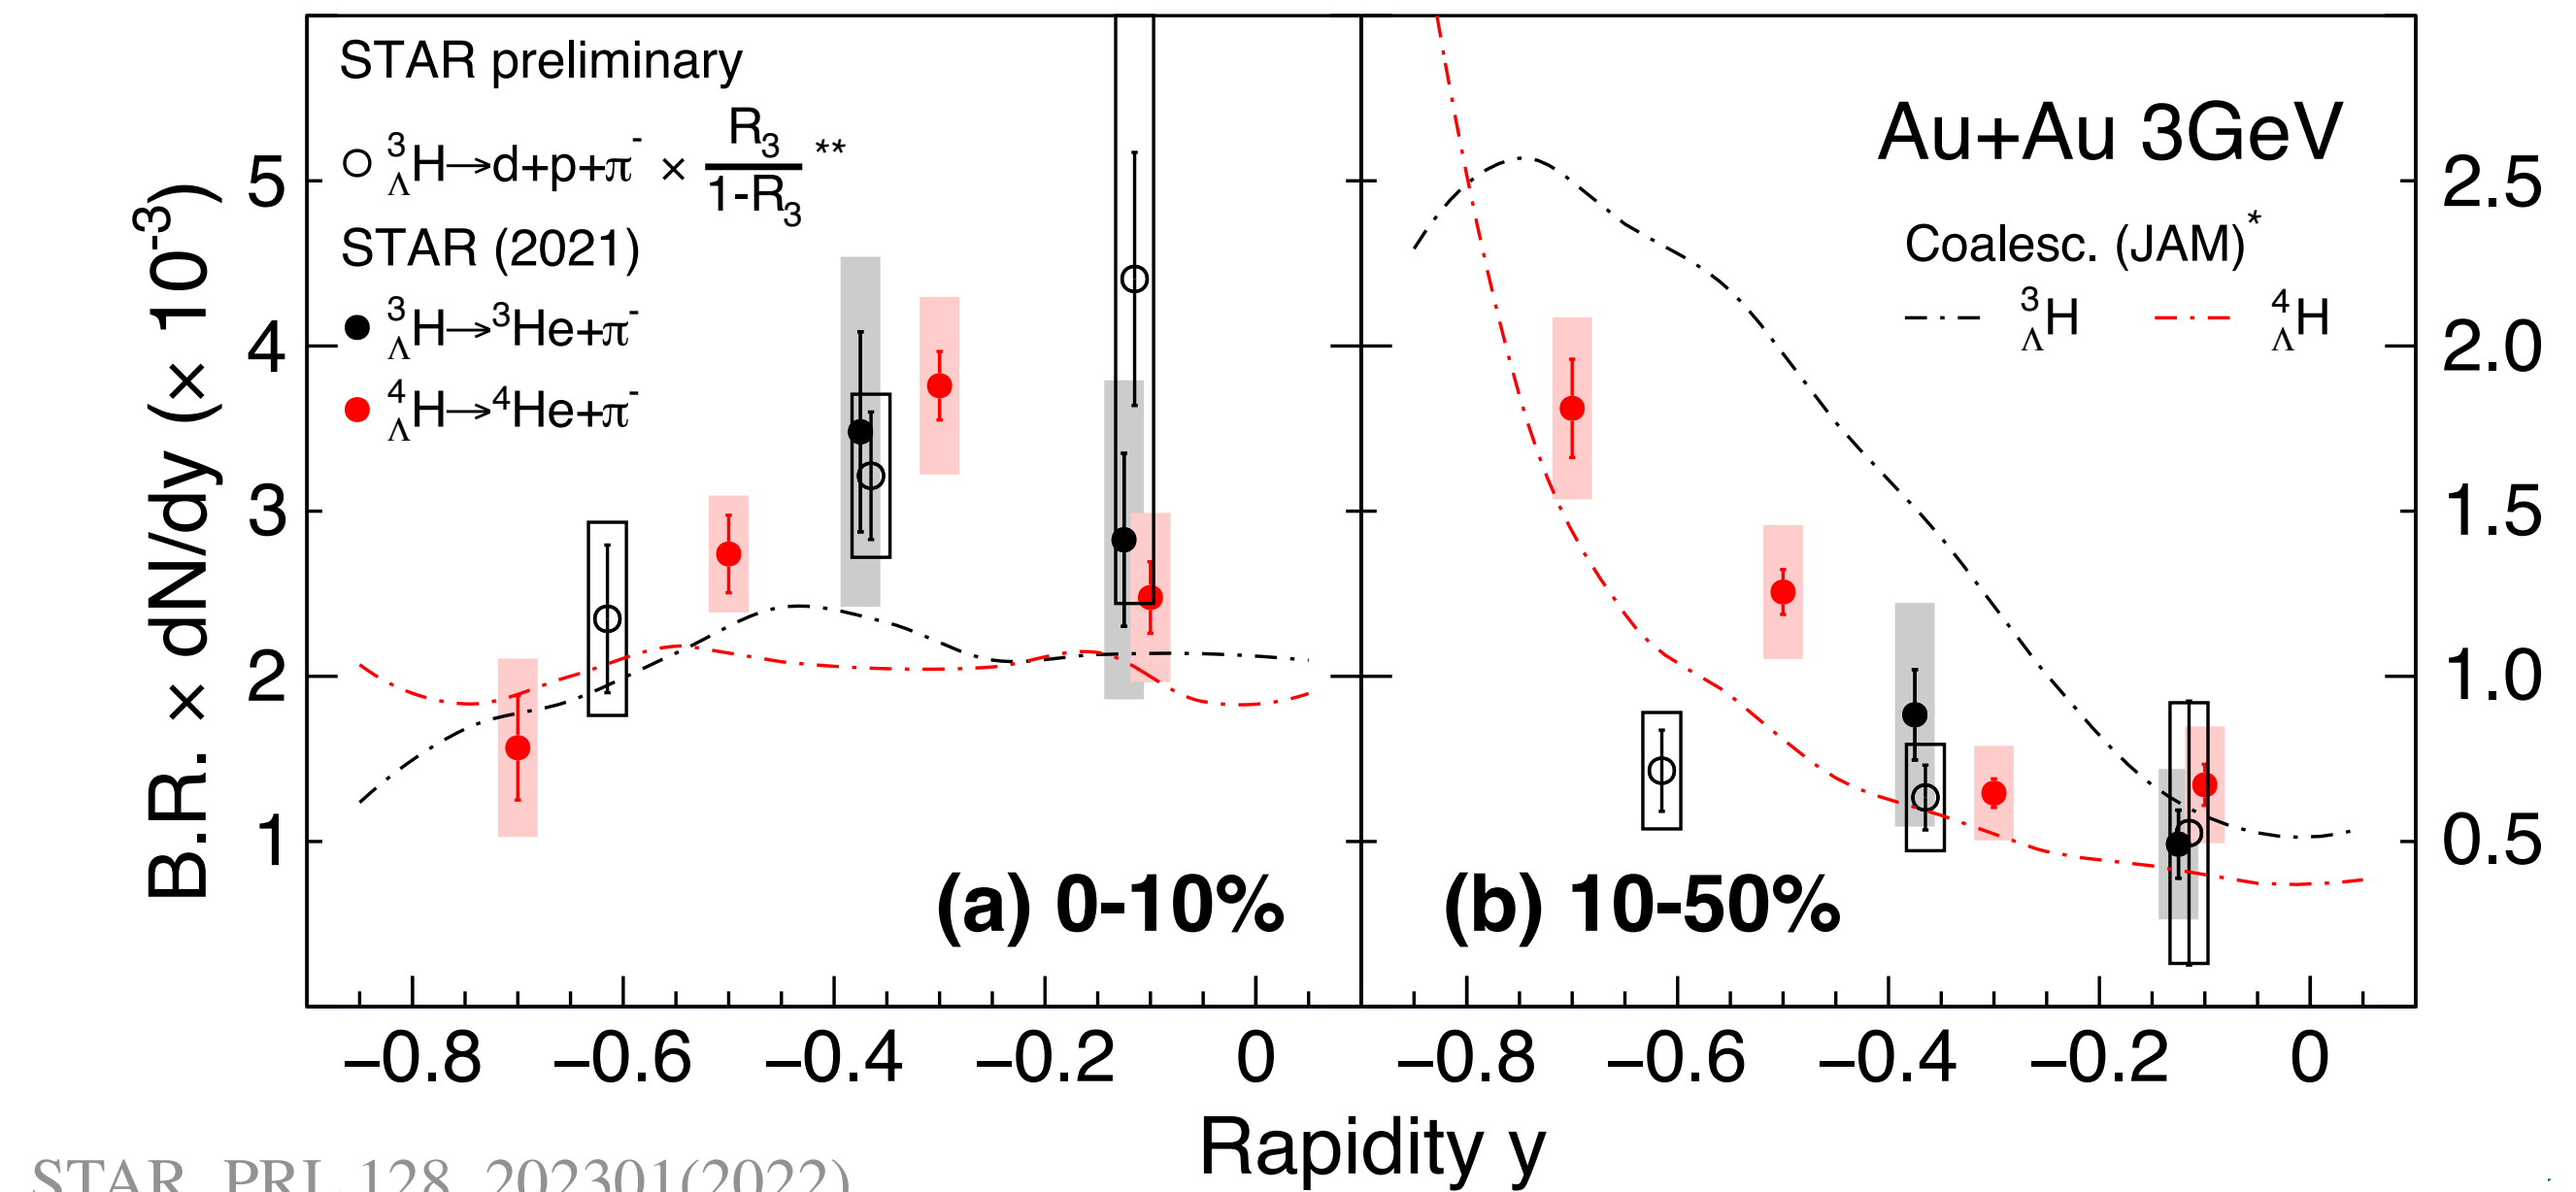 STAR preliminary
³ΛH→d+p+π⁻ × R₃/1-R₃ **
STAR (2021)
³ΛH→³He+π⁻
⁴ΛH→⁴He+π⁻
Au+Au 3GeV
Coalesc. (JAM)*
³ΛH ⁴ΛH
B.R. × dN/dy (× 10⁻³)
5
4
3
2
1
2.5
2.0
1.5
1.0
0.5
(a) 0-10%
(b) 10-50%
−0.8 −0.6 −0.4 −0.2 0 −0.8 −0.6 −0.4 −0.2 0
Rapidity y
STAR, PRL 128, 202301(2022)